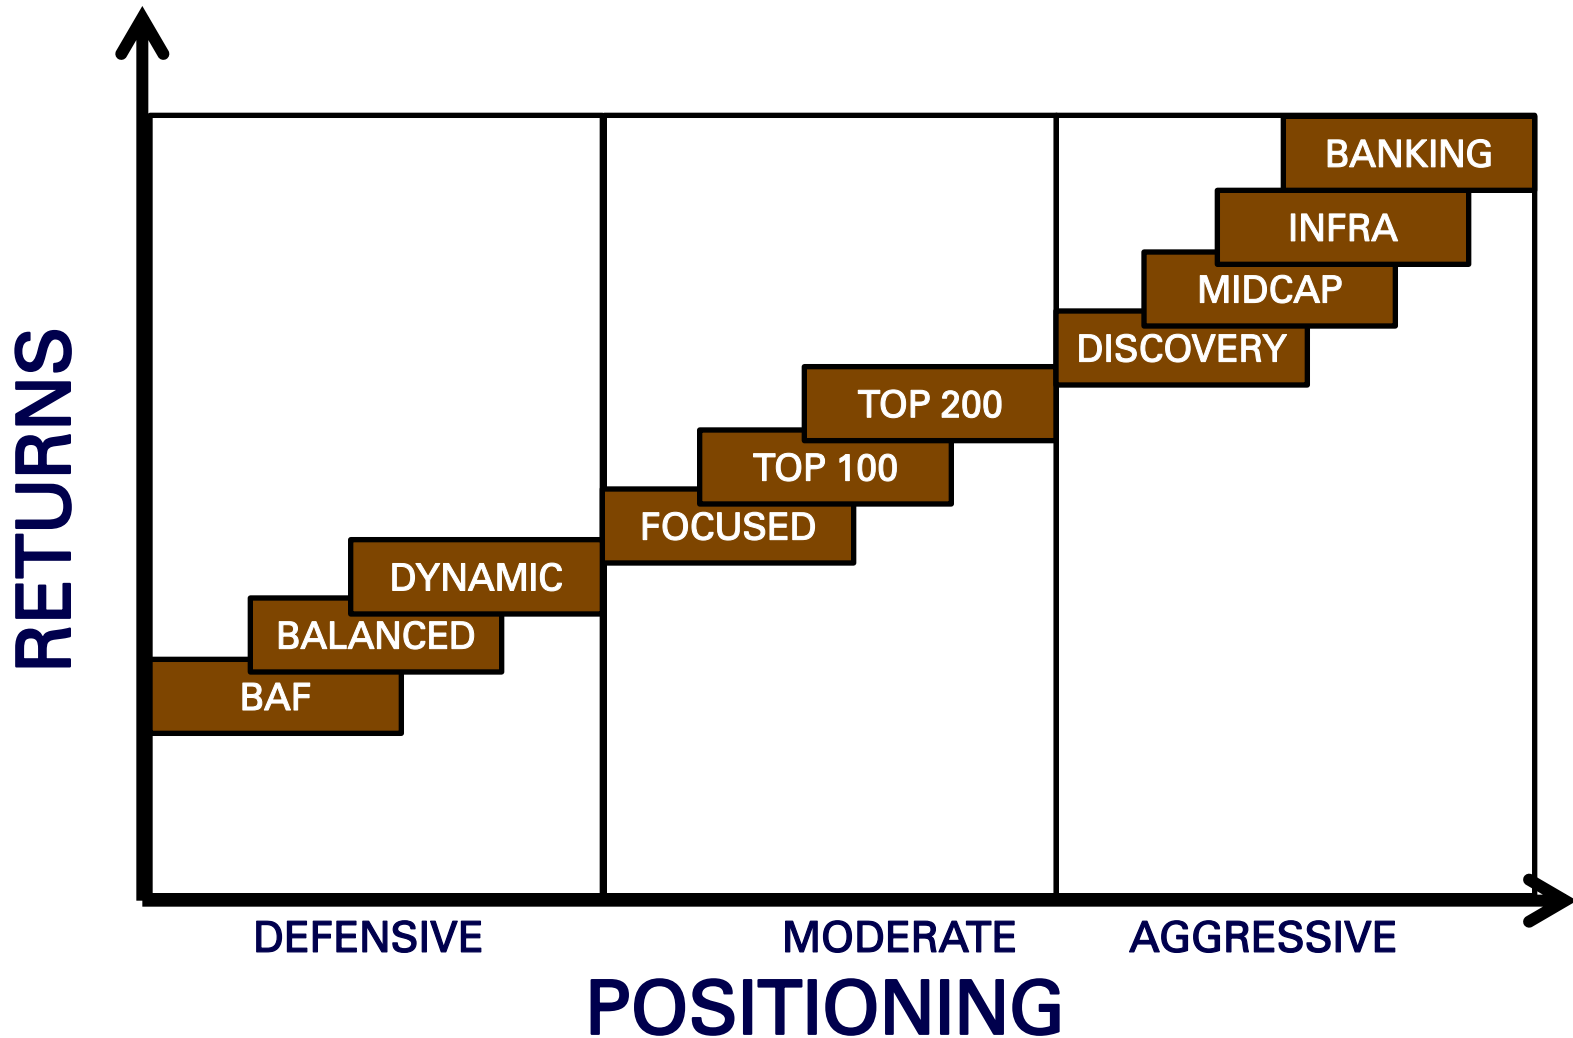 BANKING
INFRA
MIDCAP
DISCOVERY
TOP 200
TOP 100
FOCUSED
DYNAMIC
BALANCED
BAF
RETURNS
DEFENSIVE
MODERATE
AGGRESSIVE
POSITIONING